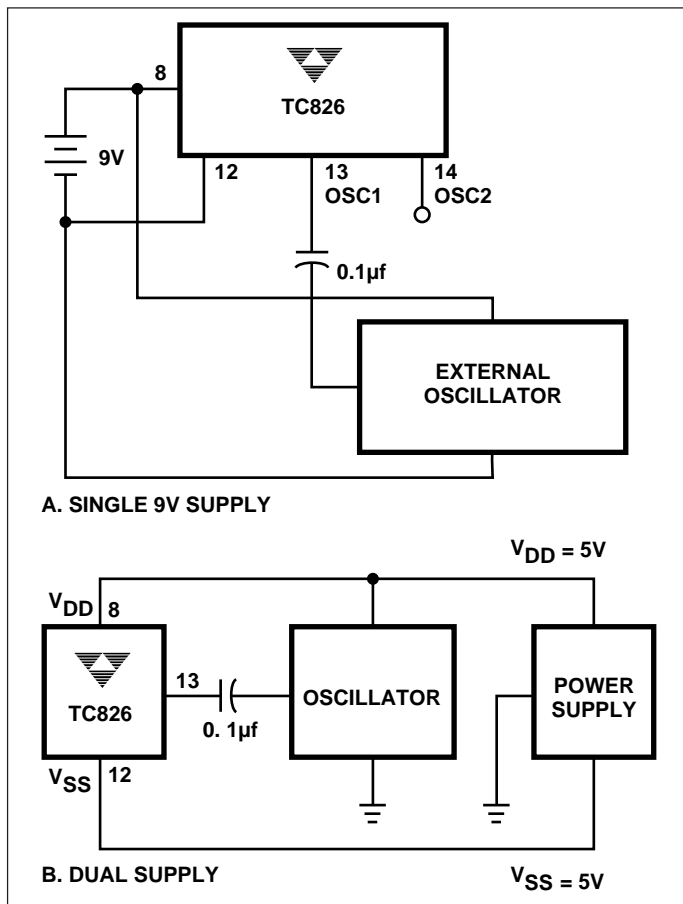 8
TC826
9V
12
13
14
OSC1
OSC2
0.1µf
EXTERNAL
OSCILLATOR
A. SINGLE 9V SUPPLY
VDD = 5V
VDD
8
13
TC826
0. 1µf
OSCILLATOR
POWER
SUPPLY
VSS
12
B. DUAL SUPPLY
VSS = 5V